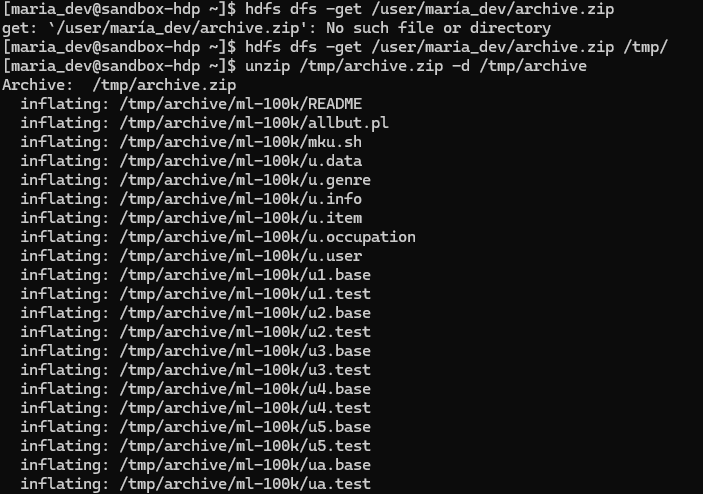 [maria_dev@sandbox-hdp ~]$ hdfs dfs -get /user/maría_dev/archive.zip
get: `/user/maría_dev/archive.zip': No such file or directory
[maria_dev@sandbox-hdp ~]$ hdfs dfs -get /user/maria_dev/archive.zip /tmp/
[maria_dev@sandbox-hdp ~]$ unzip /tmp/archive.zip -d /tmp/archive
Archive:  /tmp/archive.zip
  inflating: /tmp/archive/ml-100k/README
  inflating: /tmp/archive/ml-100k/allbut.pl
  inflating: /tmp/archive/ml-100k/mku.sh
  inflating: /tmp/archive/ml-100k/u.data
  inflating: /tmp/archive/ml-100k/u.genre
  inflating: /tmp/archive/ml-100k/u.info
  inflating: /tmp/archive/ml-100k/u.item
  inflating: /tmp/archive/ml-100k/u.occupation
  inflating: /tmp/archive/ml-100k/u.user
  inflating: /tmp/archive/ml-100k/u1.base
  inflating: /tmp/archive/ml-100k/u1.test
  inflating: /tmp/archive/ml-100k/u2.base
  inflating: /tmp/archive/ml-100k/u2.test
  inflating: /tmp/archive/ml-100k/u3.base
  inflating: /tmp/archive/ml-100k/u3.test
  inflating: /tmp/archive/ml-100k/u4.base
  inflating: /tmp/archive/ml-100k/u4.test
  inflating: /tmp/archive/ml-100k/u5.base
  inflating: /tmp/archive/ml-100k/u5.test
  inflating: /tmp/archive/ml-100k/ua.base
  inflating: /tmp/archive/ml-100k/ua.test